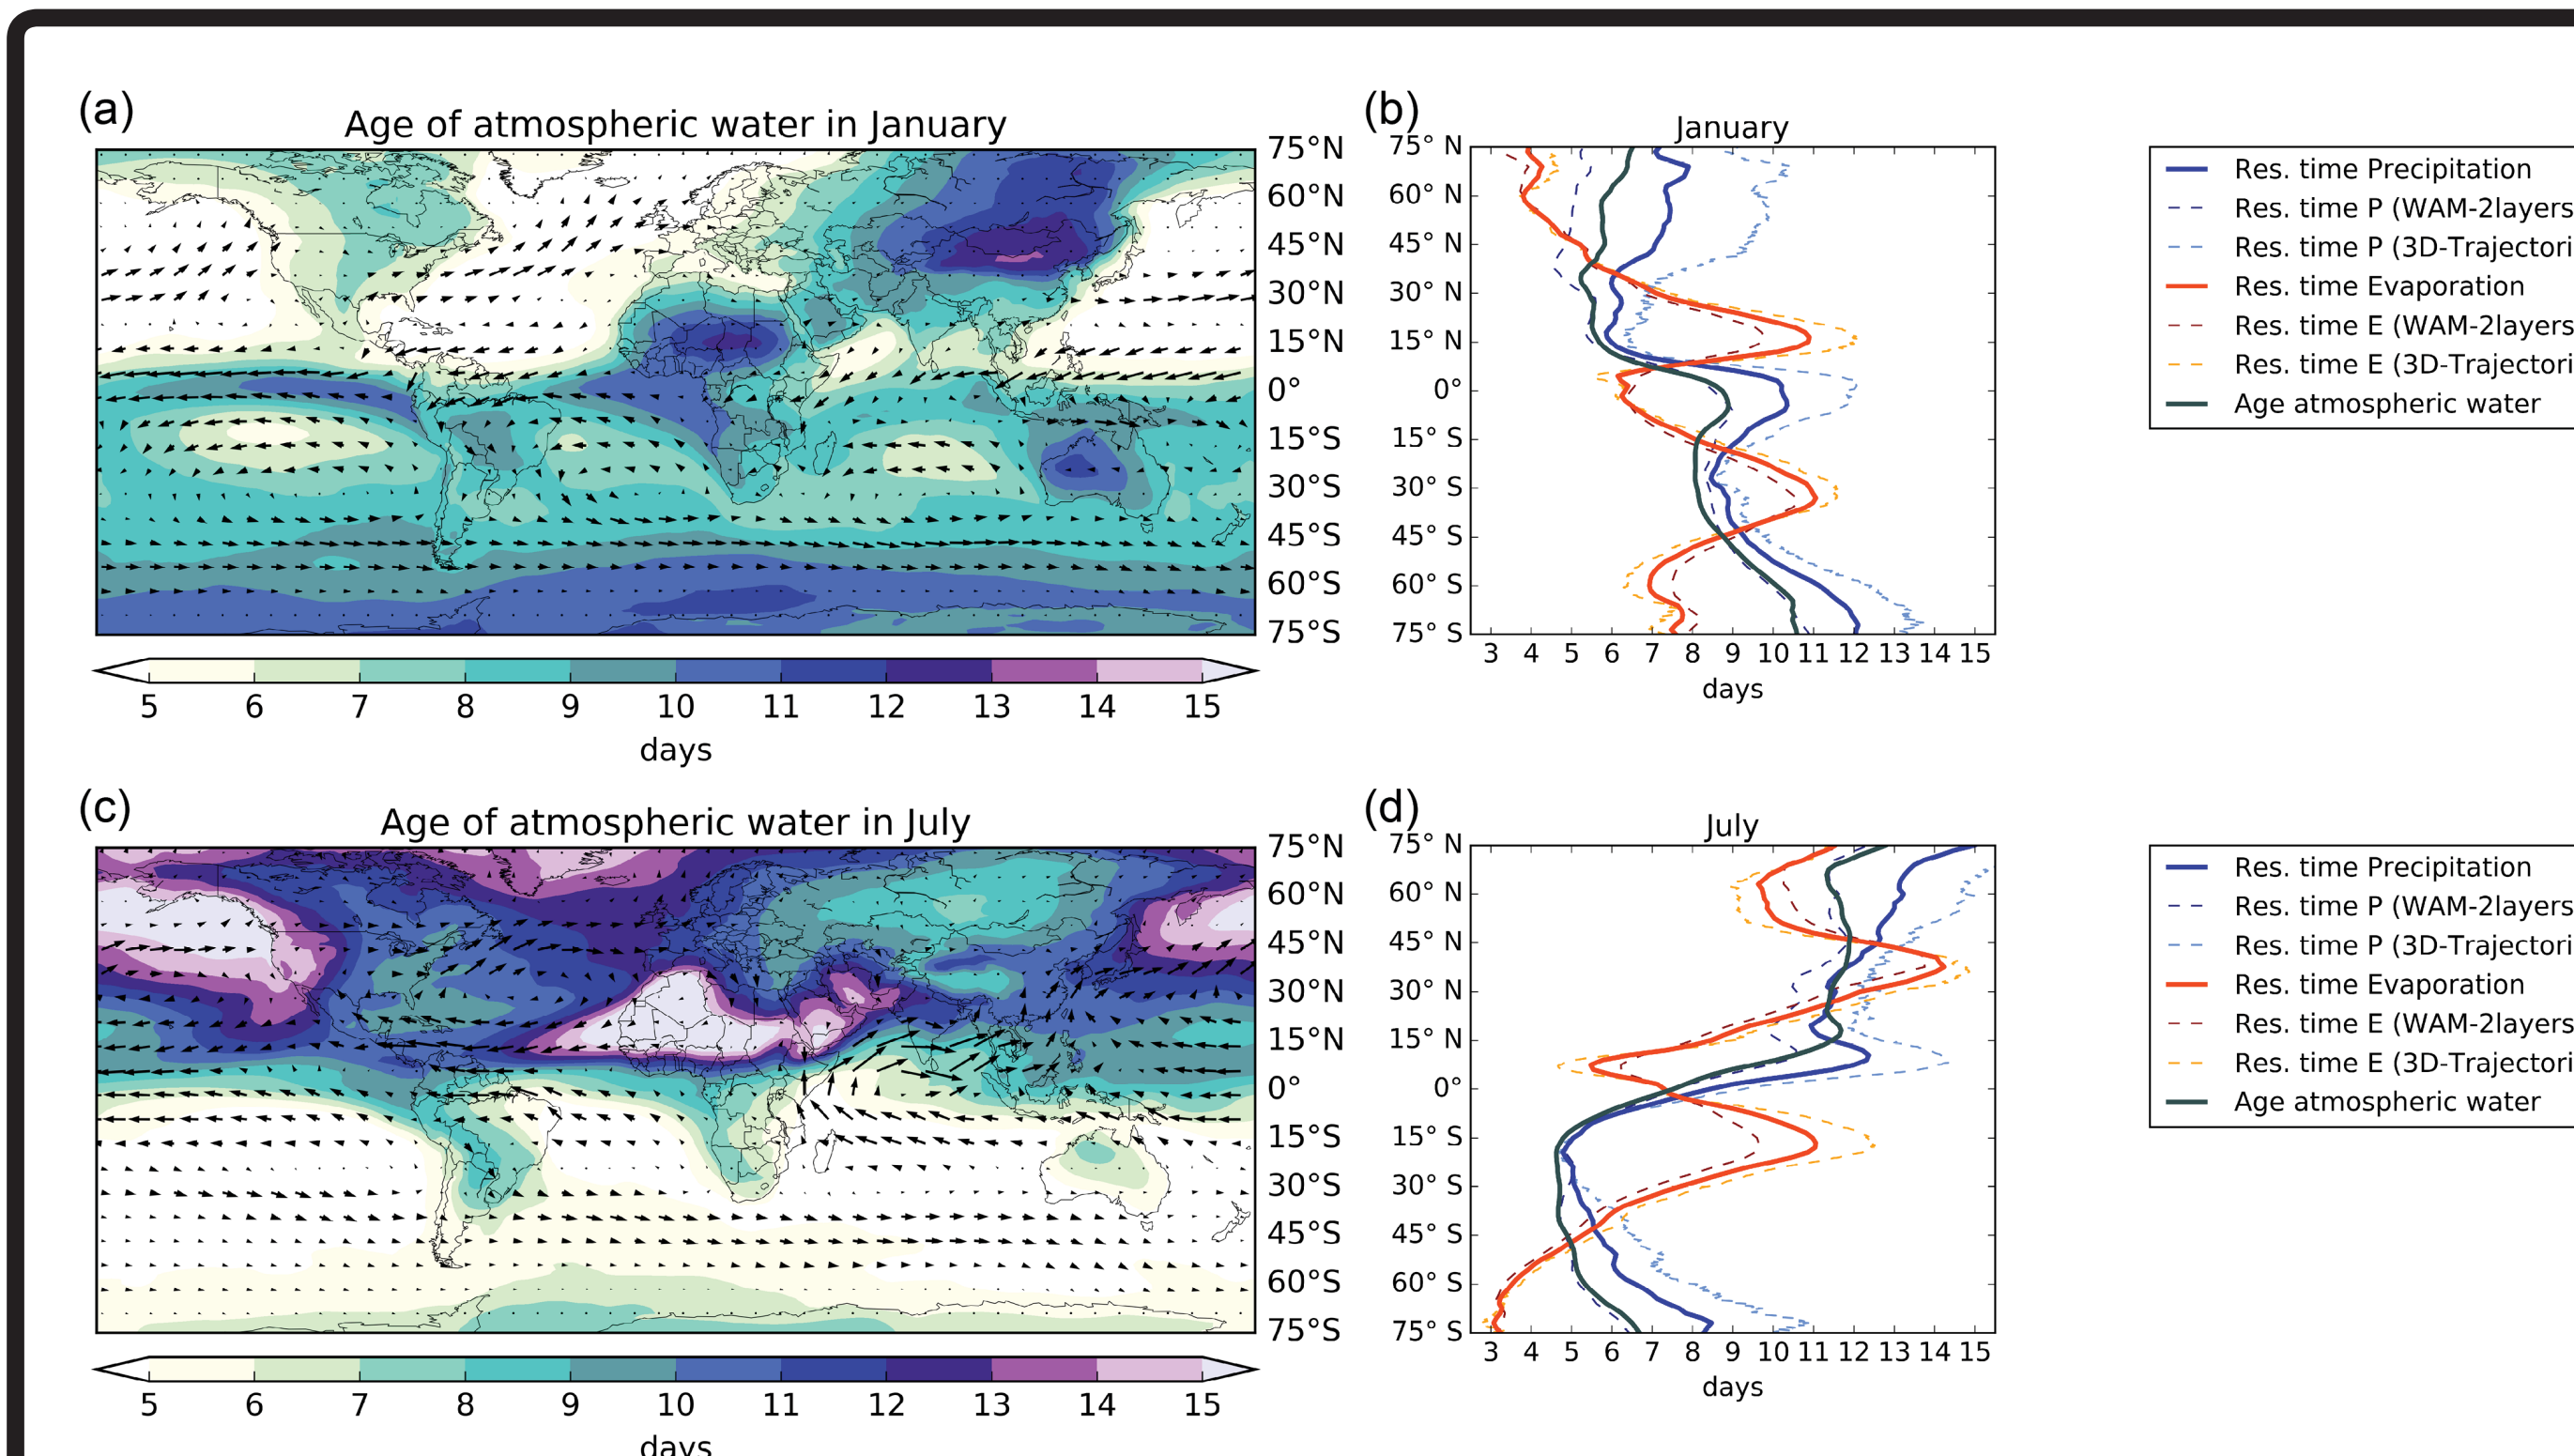 (a)
Age of atmospheric water in January
75°N
60°N
45°N
30°N
15°N
0°
15°S
30°S
45°S
60°S
75°S
5 6 7 8 9 10 11 12 13 14 15
days
(b)
January
75° N
60° N
45° N
30° N
15° N
0°
15° S
30° S
45° S
60° S
75° S
3 4 5 6 7 8 9 10 11 12 13 14 15
days
Res. time Precipitation
Res. time P (WAM-2layers
Res. time P (3D-Trajectori
Res. time Evaporation
Res. time E (WAM-2layers
Res. time E (3D-Trajectori
Age atmospheric water
(c)
Age of atmospheric water in July
75°N
60°N
45°N
30°N
15°N
0°
15°S
30°S
45°S
60°S
75°S
5 6 7 8 9 10 11 12 13 14 15
days
(d)
July
75° N
60° N
45° N
30° N
15° N
0°
15° S
30° S
45° S
60° S
75° S
3 4 5 6 7 8 9 10 11 12 13 14 15
days
Res. time Precipitation
Res. time P (WAM-2layers
Res. time P (3D-Trajectori
Res. time Evaporation
Res. time E (WAM-2layers
Res. time E (3D-Trajectori
Age atmospheric water